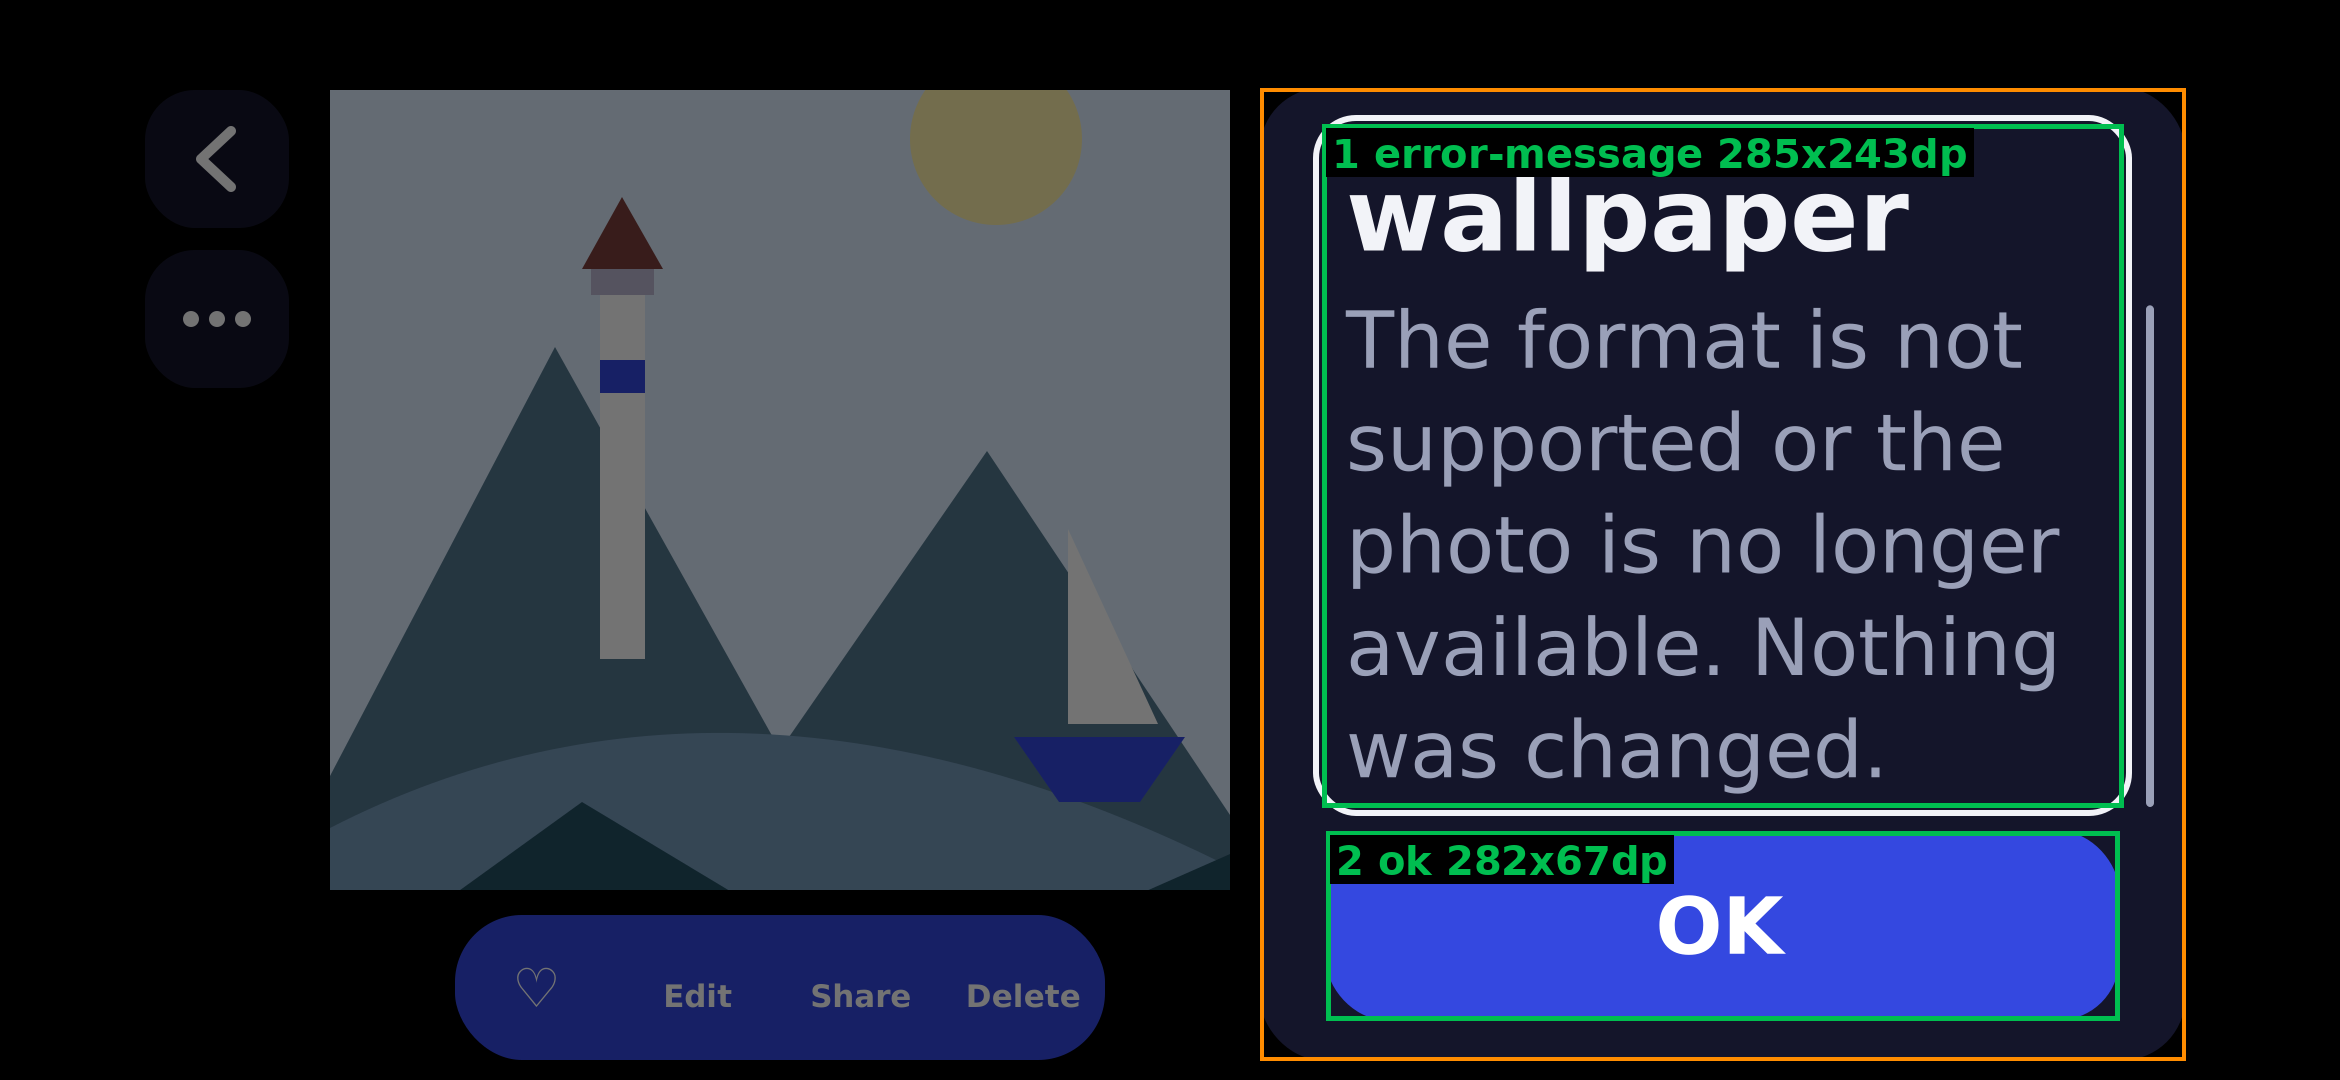 1 error-message 285x243dp
wallpaper
The format is not
supported or the
photo is no longer
available. Nothing
was changed.
2 ok 282x67dp
OK
♡ Edit Share Delete